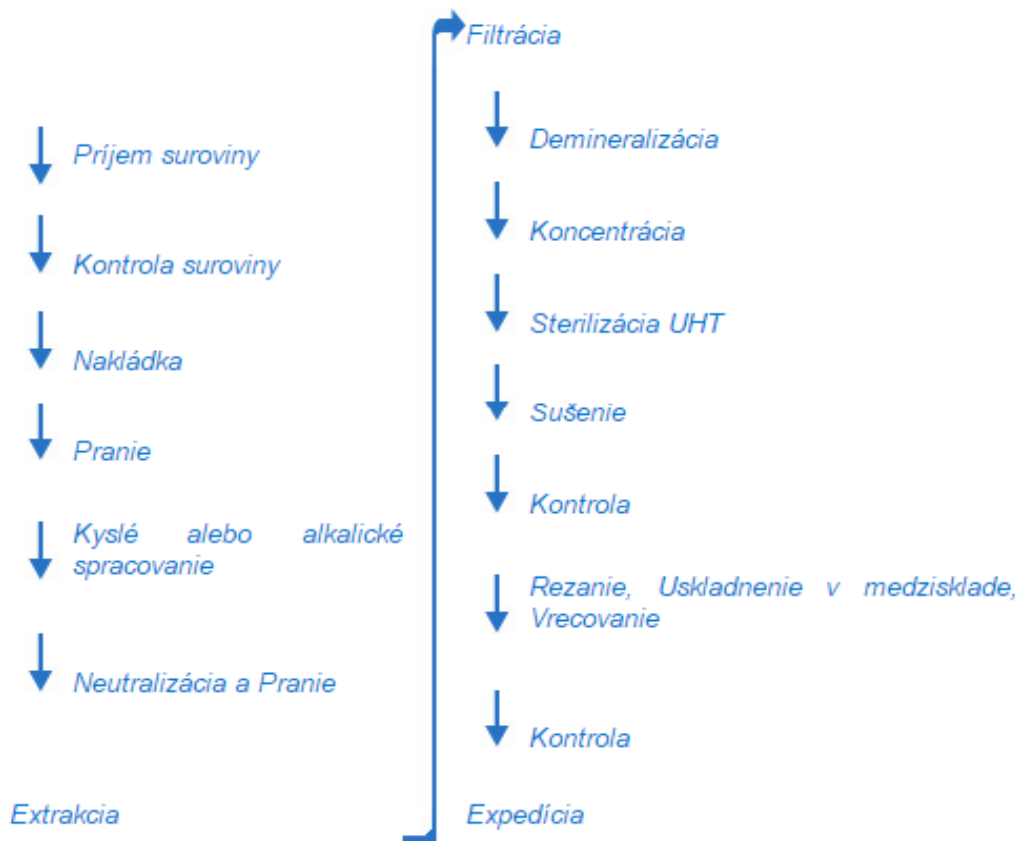 Príjem suroviny
Kontrola suroviny
Nakládka
Pranie
Kyslé alebo alkalické
spracovanie
Neutralizácia a Pranie
Extrakcia
Filtrácia
Demineralizácia
Koncentrácia
Sterilizácia UHT
Sušenie
Kontrola
Rezanie, Uskladnenie v medzisklade,
Vrecovanie
Kontrola
Expedícia